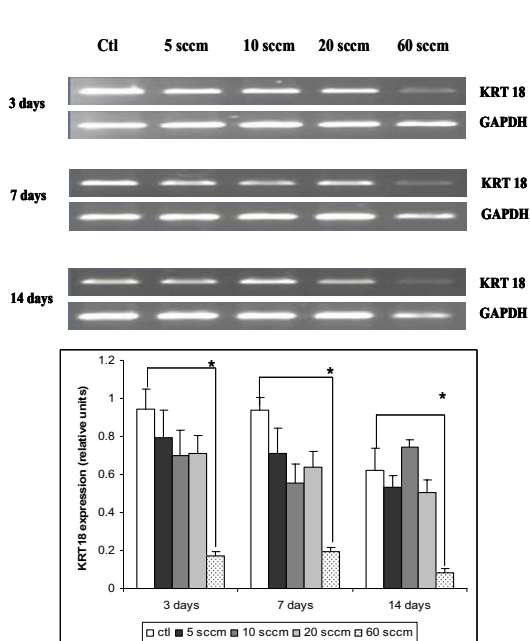 Ctl 5 sccm 10 sccm 20 sccm 60 sccm
3 days
KRT 18
GAPDH
7 days
KRT 18
GAPDH
14 days
KRT 18
GAPDH
KRT18 expression (relative units)
1.2
1
0.8
0.6
0.4
0.2
0
* * *
3 days 7 days 14 days
ctl 5 sccm 10 sccm 20 sccm 60 sccm